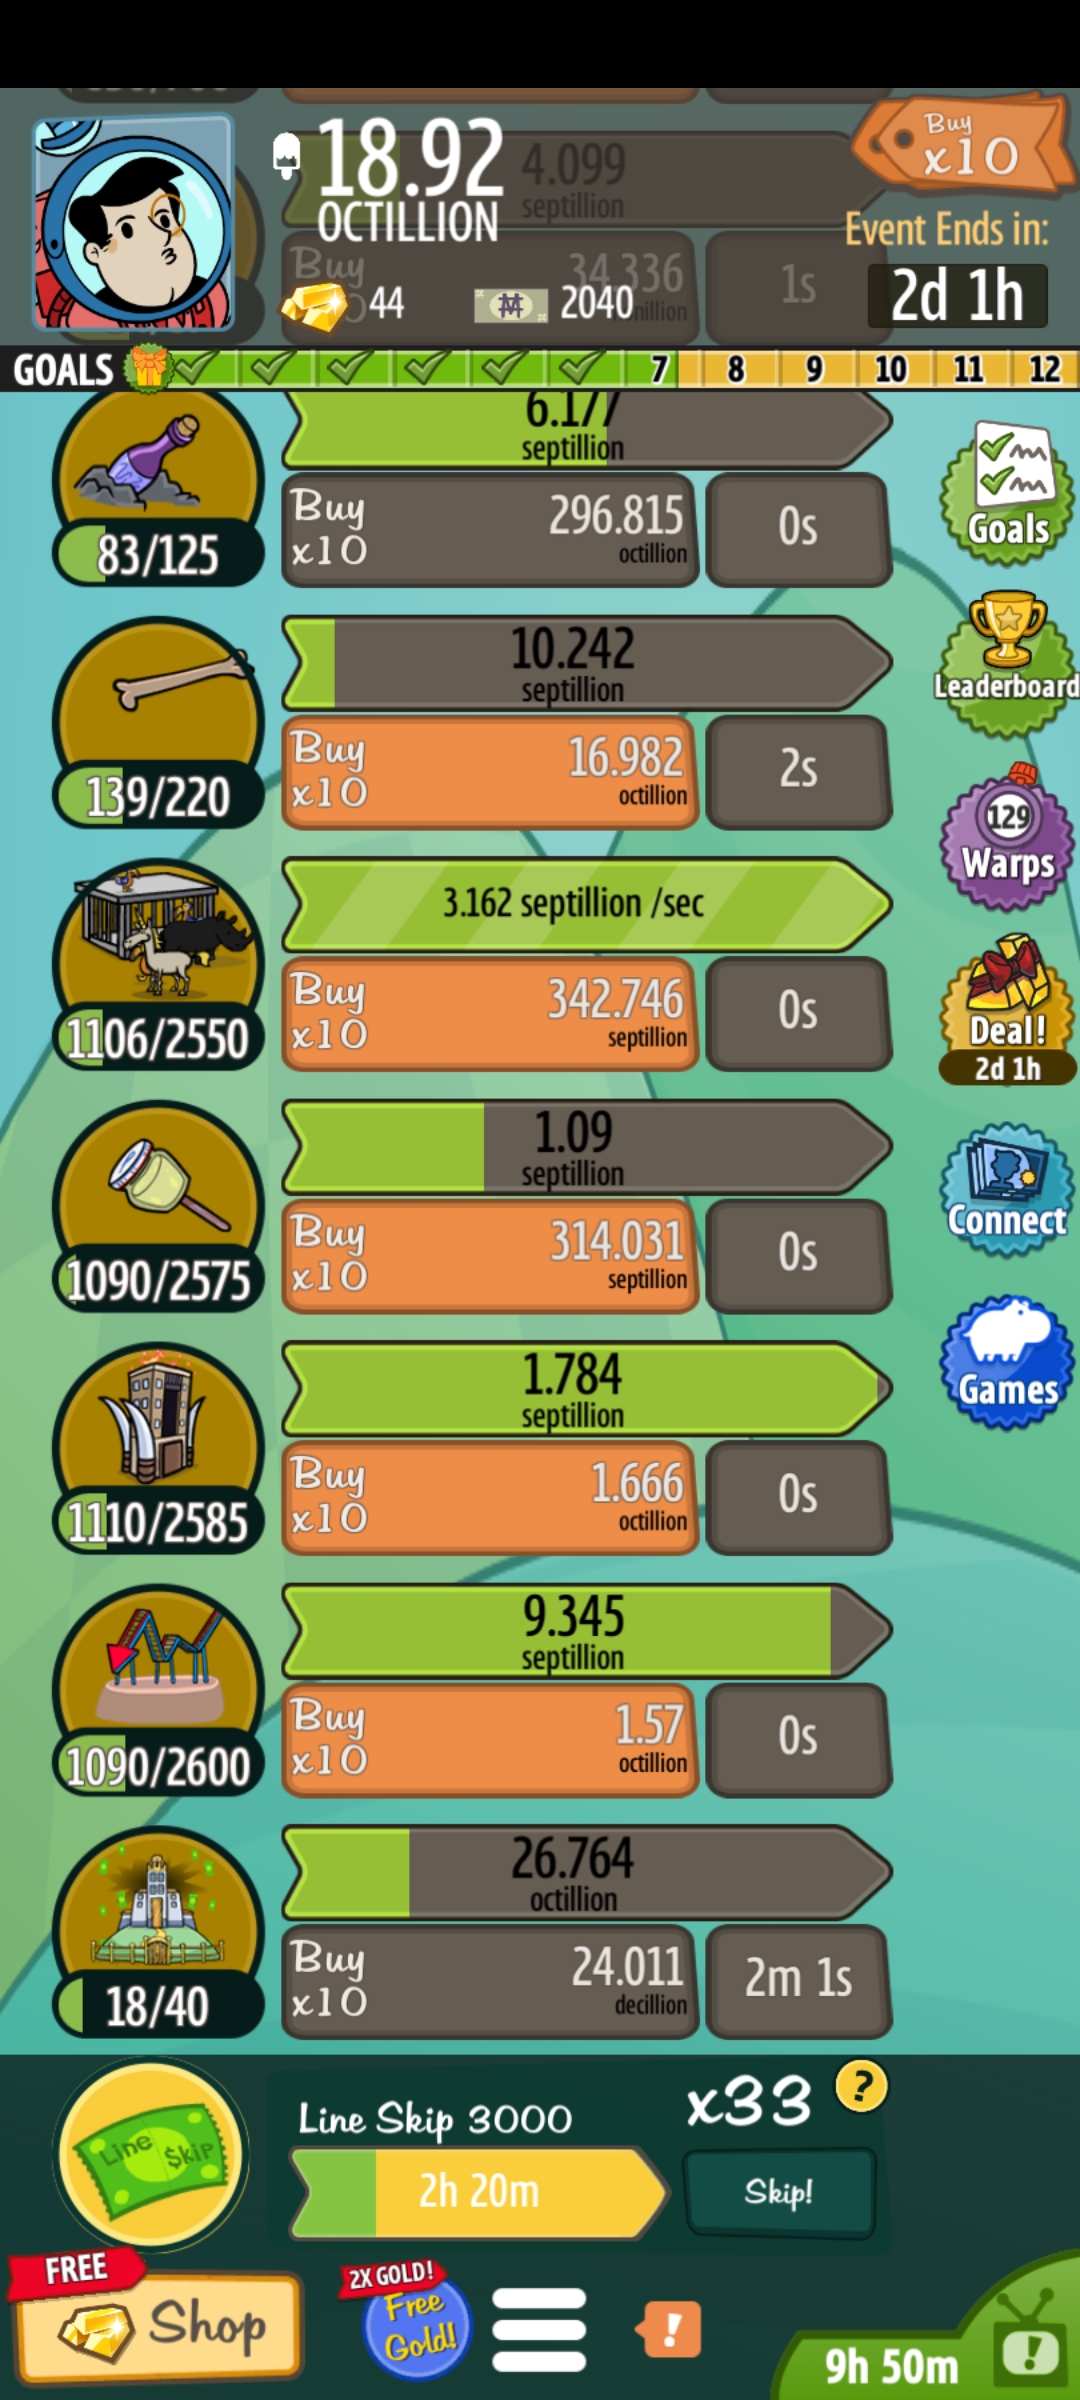 18.92
OCTILLION
4.099
septillion
Buy
x10
Event Ends in:
2d 1h
Buy
34.336
1s
44
2040
GOALS
7
8
9
10
11
12
6.177
septillion
83/125
Buy
x10
296.815
octillion
0s
Goals
10.242
septillion
139/220
Buy
x10
16.982
octillion
2s
Leaderboard
129
Warps
3.162 septillion /sec
1106/2550
Buy
x10
342.746
septillion
0s
Deal!
2d 1h
1.09
septillion
1090/2575
Buy
x10
314.031
septillion
0s
Connect
1.784
septillion
1110/2585
Buy
x10
1.666
octillion
0s
Games
9.345
septillion
1090/2600
Buy
x10
1.57
octillion
0s
26.764
octillion
18/40
Buy
x10
24.011
decillion
2m 1s
Line $kip
Line Skip 3000
x33
?
2h 20m
Skip!
FREE
Shop
2X GOLD!
Free
Gold!
!
9h 50m
!